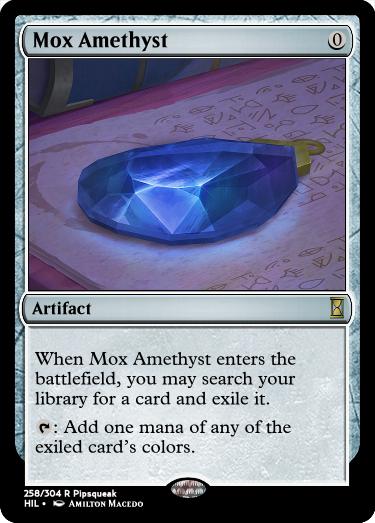 Mox Amethyst 0
Artifact
When Mox Amethyst enters the
battlefield, you may search your
library for a card and exile it.
: Add one mana of any of the
exiled card's colors.
258/304 R Pipsqueak
HIL • Amilton Macedo